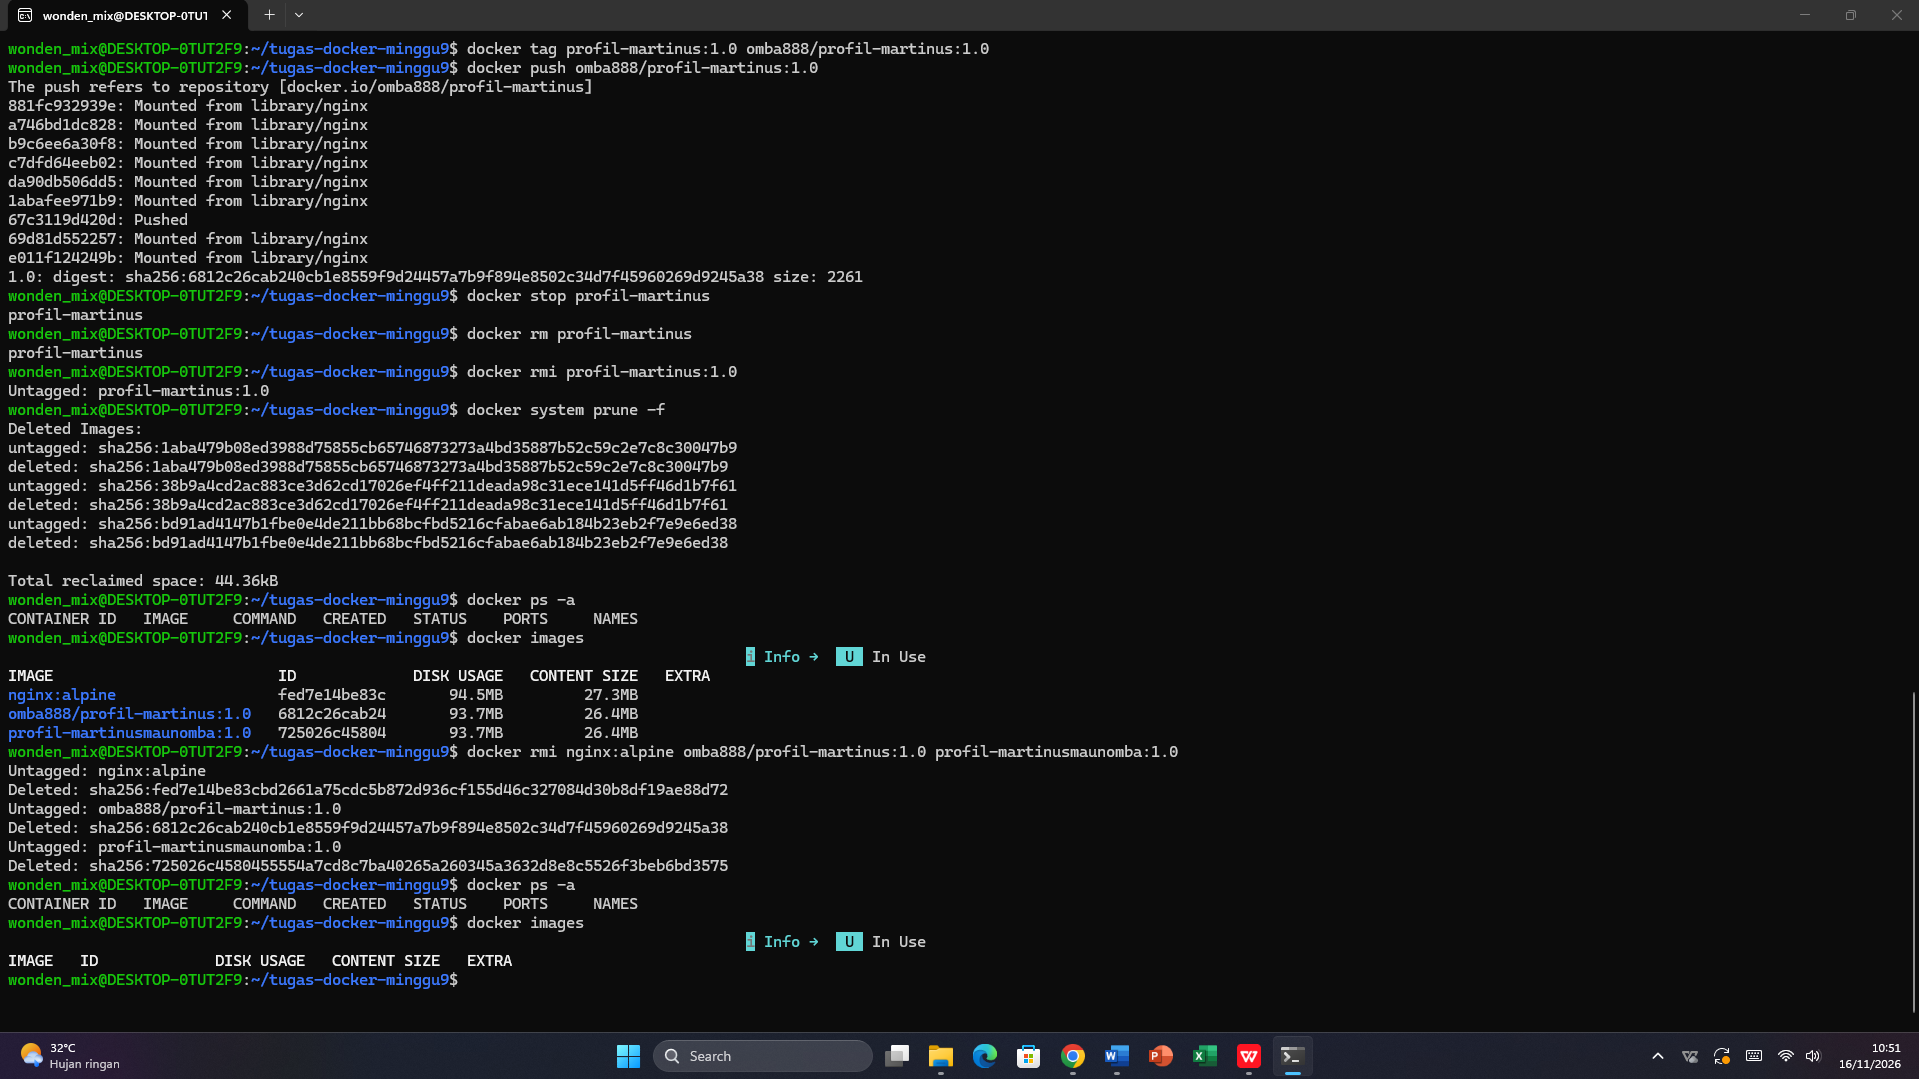 wonden_mix@DESKTOP-0TUT
wonden_mix@DESKTOP-0TUT2F9:~/tugas-docker-minggu9$ docker tag profil-martinus:1.0 omba888/profil-martinus:1.0
wonden_mix@DESKTOP-0TUT2F9:~/tugas-docker-minggu9$ docker push omba888/profil-martinus:1.0
The push refers to repository [docker.io/omba888/profil-martinus]
881fc932939e: Mounted from library/nginx
a746bd1dc828: Mounted from library/nginx
b9c6ee6a30f8: Mounted from library/nginx
c7dfd64eeb02: Mounted from library/nginx
da90db506dd5: Mounted from library/nginx
1abafee971b9: Mounted from library/nginx
67c3119d420d: Pushed
69d81d552257: Mounted from library/nginx
e011f124249b: Mounted from library/nginx
1.0: digest: sha256:6812c26cab240cb1e8559f9d24457a7b9f894e8502c34d7f45960269d9245a38 size: 2261
wonden_mix@DESKTOP-0TUT2F9:~/tugas-docker-minggu9$ docker stop profil-martinus
profil-martinus
wonden_mix@DESKTOP-0TUT2F9:~/tugas-docker-minggu9$ docker rm profil-martinus
profil-martinus
wonden_mix@DESKTOP-0TUT2F9:~/tugas-docker-minggu9$ docker rmi profil-martinus:1.0
Untagged: profil-martinus:1.0
wonden_mix@DESKTOP-0TUT2F9:~/tugas-docker-minggu9$ docker system prune -f
Deleted Images:
untagged: sha256:1aba479b08ed3988d75855cb65746873273a4bd35887b52c59c2e7c8c30047b9
deleted: sha256:1aba479b08ed3988d75855cb65746873273a4bd35887b52c59c2e7c8c30047b9
untagged: sha256:38b9a4cd2ac883ce3d62cd17026ef4ff211deada98c31ece141d5ff46d1b7f61
deleted: sha256:38b9a4cd2ac883ce3d62cd17026ef4ff211deada98c31ece141d5ff46d1b7f61
untagged: sha256:bd91ad4147b1fbe0e4de211bb68bcfbd5216cfabae6ab184b23eb2f7e9e6ed38
deleted: sha256:bd91ad4147b1fbe0e4de211bb68bcfbd5216cfabae6ab184b23eb2f7e9e6ed38
Total reclaimed space: 44.36kB
wonden_mix@DESKTOP-0TUT2F9:~/tugas-docker-minggu9$ docker ps -a
CONTAINER ID   IMAGE     COMMAND   CREATED   STATUS    PORTS     NAMES
wonden_mix@DESKTOP-0TUT2F9:~/tugas-docker-minggu9$ docker images
i Info → U In Use
IMAGE   ID   DISK USAGE   CONTENT SIZE   EXTRA
nginx:alpine   fed7e14be83c   94.5MB   27.3MB
omba888/profil-martinus:1.0   6812c26cab24   93.7MB   26.4MB
profil-martinusmaunomba:1.0   725026c45804   93.7MB   26.4MB
wonden_mix@DESKTOP-0TUT2F9:~/tugas-docker-minggu9$ docker rmi nginx:alpine omba888/profil-martinus:1.0 profil-martinusmaunomba:1.0
Untagged: nginx:alpine
Deleted: sha256:fed7e14be83cbd2661a75cdc5b872d936cf155d46c327084d30b8df19ae88d72
Untagged: omba888/profil-martinus:1.0
Deleted: sha256:6812c26cab240cb1e8559f9d24457a7b9f894e8502c34d7f45960269d9245a38
Untagged: profil-martinusmaunomba:1.0
Deleted: sha256:725026c4580455554a7cd8c7ba40265a260345a3632d8e8c5526f3beb6bd3575
wonden_mix@DESKTOP-0TUT2F9:~/tugas-docker-minggu9$ docker ps -a
CONTAINER ID   IMAGE     COMMAND   CREATED   STATUS    PORTS     NAMES
wonden_mix@DESKTOP-0TUT2F9:~/tugas-docker-minggu9$ docker images
i Info → U In Use
IMAGE   ID   DISK USAGE   CONTENT SIZE   EXTRA
wonden_mix@DESKTOP-0TUT2F9:~/tugas-docker-minggu9$
32°C
Hujan ringan
Search
10:51
16/11/2026